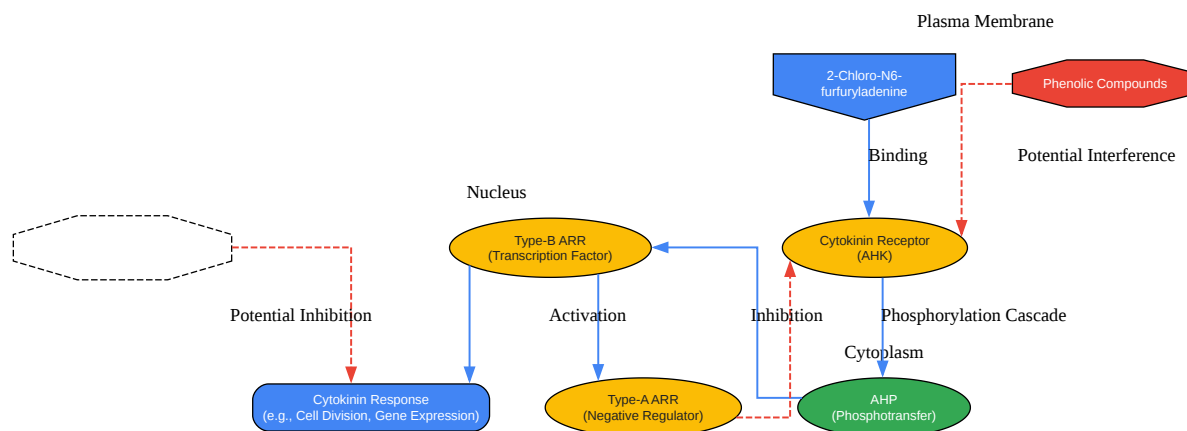 Plasma Membrane
2-Chloro-N6-
furfuryladenine
Phenolic Compounds
Binding
Potential Interference
Nucleus
Type-B ARR
(Transcription Factor)
Cytokinin Receptor
(AHK)
Potential Inhibition
Activation
Inhibition
Phosphorylation Cascade
Cytoplasm
Cytokinin Response
(e.g., Cell Division, Gene Expression)
Type-A ARR
(Negative Regulator)
AHP
(Phosphotransfer)